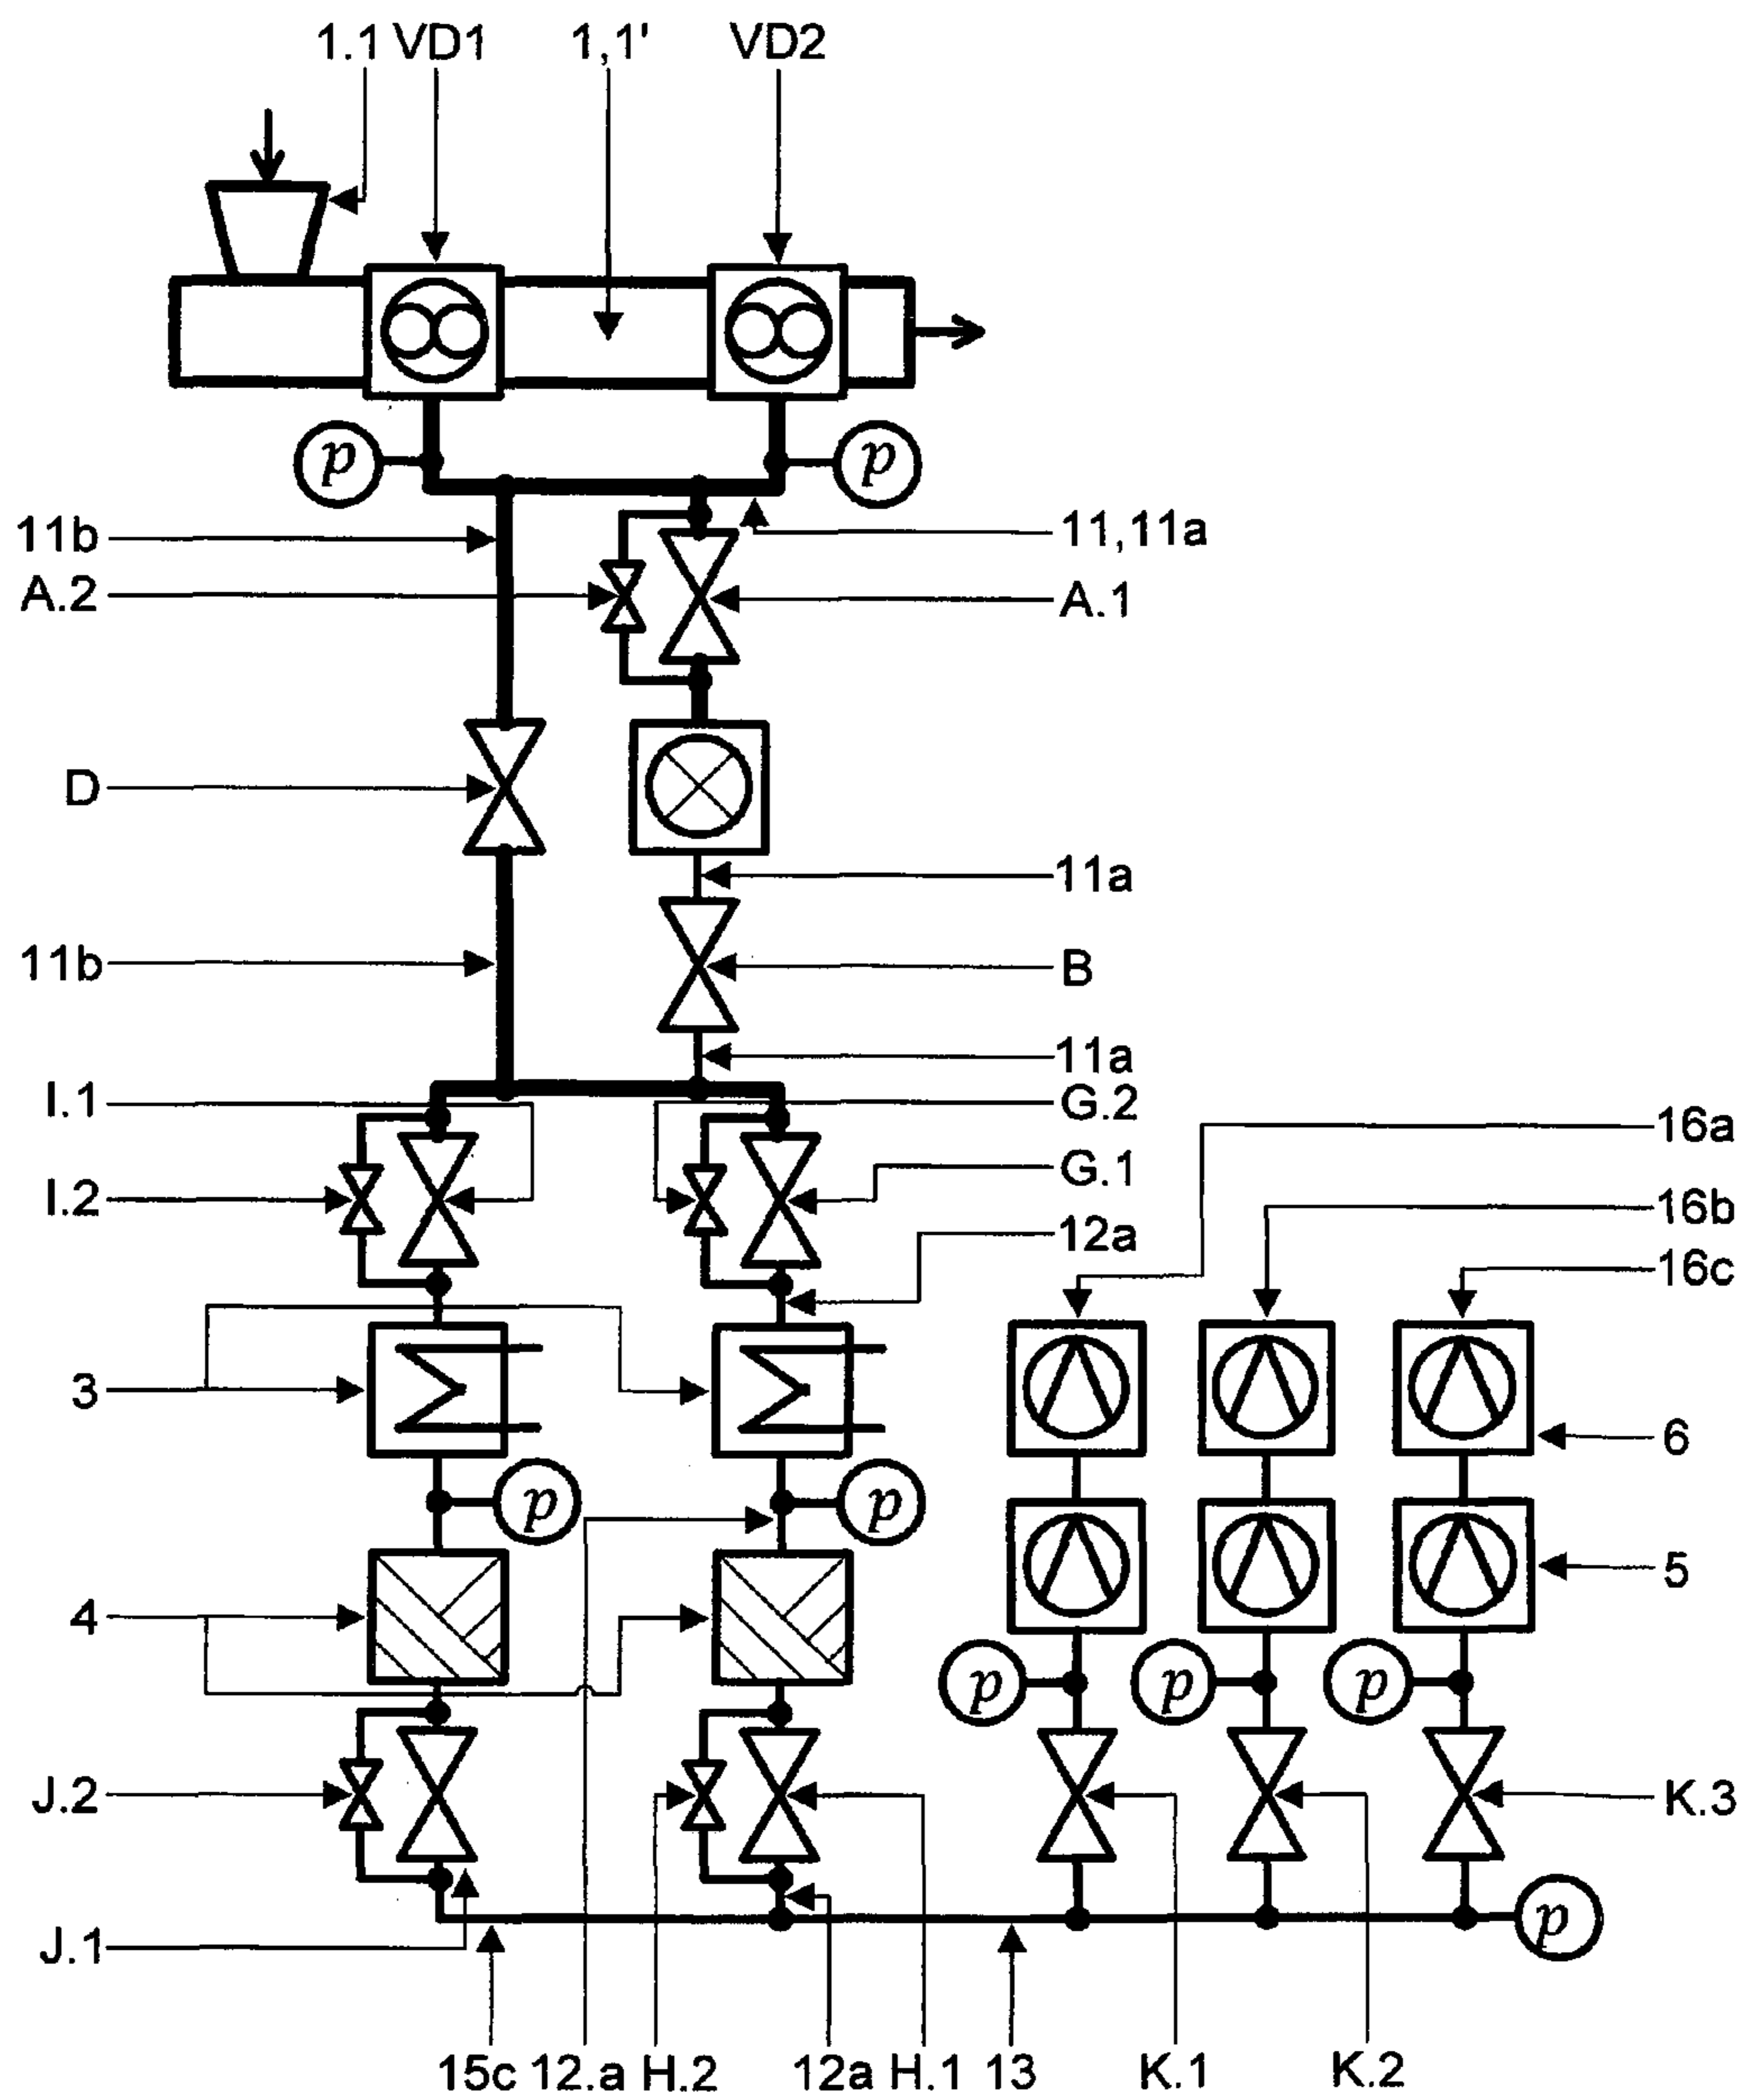 1.1 VD1 1,1' VD2
p p
11b 11,11a
A.2 A.1
D
11a
11b B
11a
I.1 G.2
16a
I.2 G.1
16b
12a
16c
3
6
p p
5
4
p p p
J.2 K.3
p
J.1
15c 12.a H.2 12a H.1 13 K.1 K.2